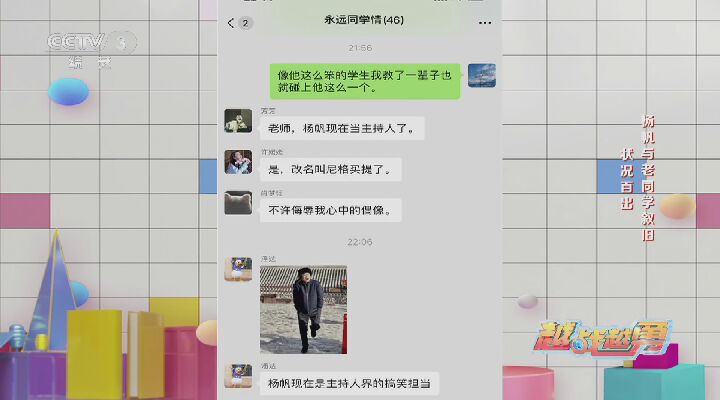 CCTV 3
综艺
2
永远同学情(46)
21:56
像他这么笨的学生我教了一辈子也
就碰上他这么一个。
老师，杨帆现在当主持人了。
是，改名叫尼格买提了。
不许侮辱我心中的偶像。
22:06
杨帆现在是主持人界的搞笑担当
杨帆与老同学叙旧
状况百出
越战越勇